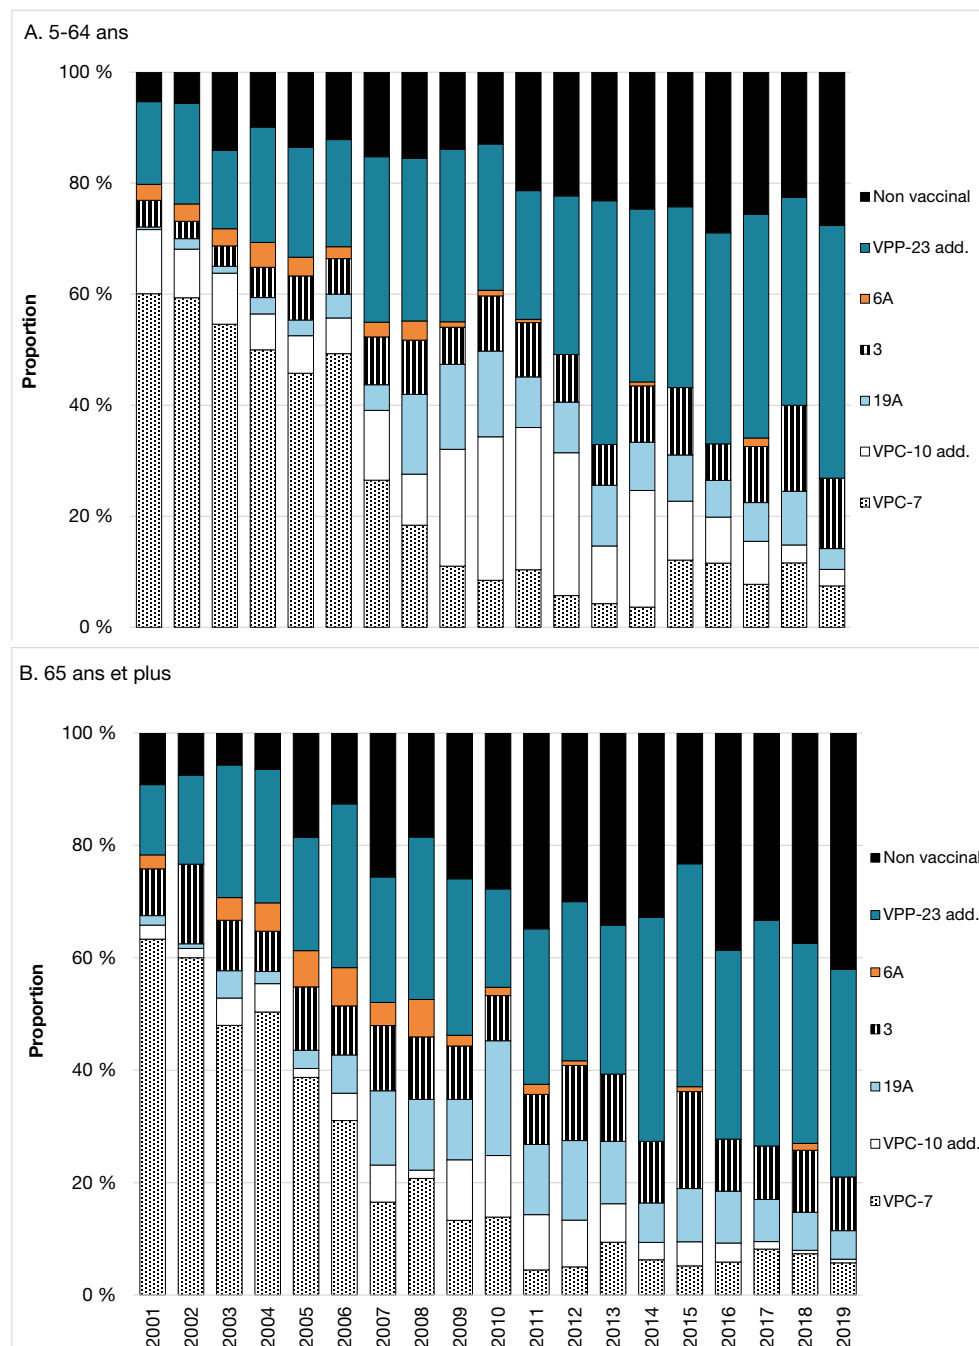 A. 5-64 ans
100 %
80 %
60 %
40 %
20 %
0 %
Proportion
Non vaccinal
VPP-23 add.
6A
3
19A
VPC-10 add.
VPC-7
B. 65 ans et plus
100 %
80 %
60 %
40 %
20 %
0 %
Proportion
Non vaccinal
VPP-23 add.
6A
3
19A
VPC-10 add.
VPC-7
2001
2002
2003
2004
2005
2006
2007
2008
2009
2010
2011
2012
2013
2014
2015
2016
2017
2018
2019